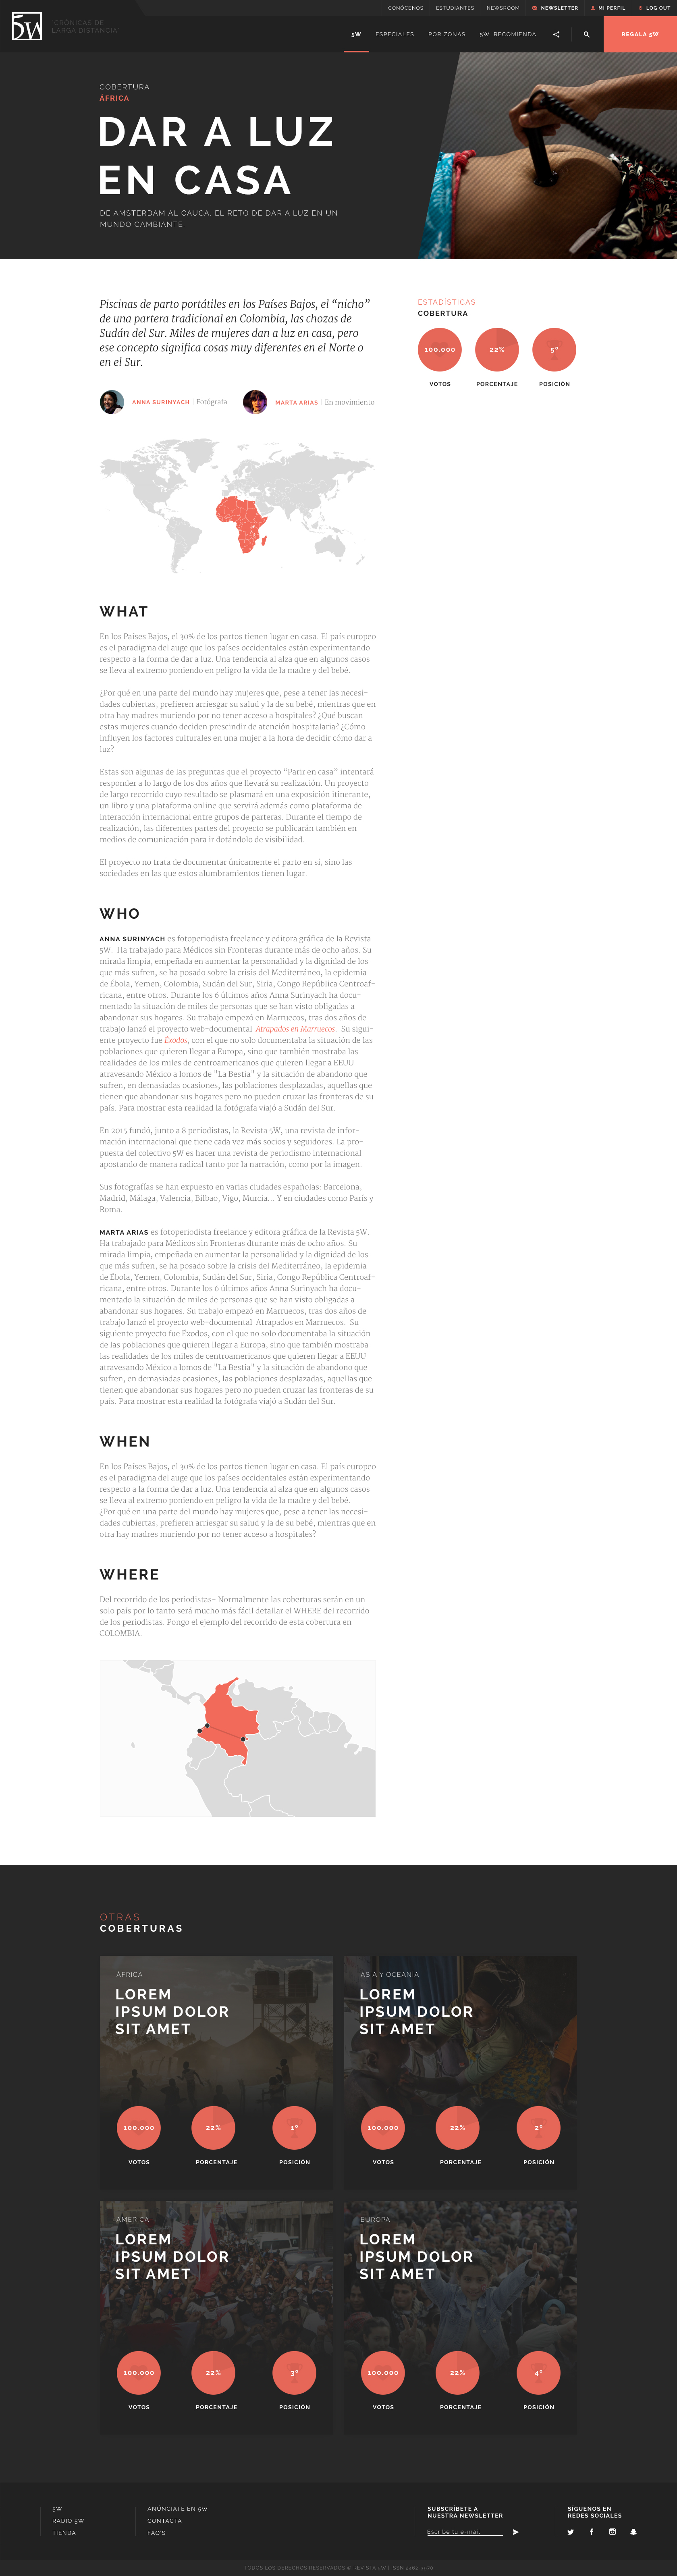 5W
"CRÓNICAS DE
LARGA DISTANCIA"
CONÓCENOS
ESTUDIANTES
NEWSROOM
NEWSLETTER
MI PERFIL
LOG OUT
5W
ESPECIALES
POR ZONAS
5W RECOMIENDA
REGALA 5W
COBERTURA
ÁFRICA
DAR A LUZ
EN CASA
DE AMSTERDAM AL CAUCA, EL RETO DE DAR A LUZ EN UN
MUNDO CAMBIANTE.
Piscinas de parto portátiles en los Países Bajos, el “nicho”
de una partera tradicional en Colombia, las chozas de
Sudán del Sur. Miles de mujeres dan a luz en casa, pero
ese concepto significa cosas muy diferentes en el Norte o
en el Sur.
ANNA SURINYACH / Fotógrafa
MARTA ARIAS / En movimiento
ESTADÍSTICAS
COBERTURA
100.000
22%
5º
VOTOS
PORCENTAJE
POSICIÓN
WHAT
En los Países Bajos, el 30% de los partos tienen lugar en casa. El país europeo
es el paradigma del auge que los países occidentales están experimentando
respecto a la forma de dar a luz. Una tendencia al alza que en algunos casos
se lleva al extremo poniendo en peligro la vida de la madre y del bebé.
¿Por qué en una parte del mundo hay mujeres que, pese a tener las necesi-
dades cubiertas, prefieren arriesgar su salud y la de su bebé, mientras que en
otra hay madres muriendo por no tener acceso a hospitales? ¿Qué buscan
estas mujeres cuando deciden prescindir de atención hospitalaria? ¿Cómo
influyen los factores culturales en una mujer a la hora de decidir cómo dar a
luz?
Estas son algunas de las preguntas que el proyecto “Parir en casa” intentará
responder a lo largo de los dos años que llevará su realización. Un proyecto
de largo recorrido cuyo resultado se plasmará en una exposición itinerante,
un libro y una plataforma online que servirá además como plataforma de
interacción internacional entre grupos de parteras. Durante el tiempo de
realización, las diferentes partes del proyecto se publicarán también en
medios de comunicación para ir dotándolo de visibilidad.
El proyecto no trata de documentar únicamente el parto en sí, sino las
sociedades en las que estos alumbramientos tienen lugar.
WHO
ANNA SURINYACH es fotoperiodista freelance y editora gráfica de la Revista
5W. Ha trabajado para Médicos sin Fronteras durante más de ocho años. Su
mirada limpia, empeñada en aumentar la personalidad y la dignidad de los
que más sufren, se ha posado sobre la crisis del Mediterráneo, la epidemia
de Ébola, Yemen, Colombia, Sudán del Sur, Siria, Congo República Centroaf-
ricana, entre otros. Durante los 6 últimos años Anna Surinyach ha docu-
mentado la situación de miles de personas que se han visto obligadas a
abandonar sus hogares. Su trabajo empezó en Marruecos, tras dos años de
trabajo lanzó el proyecto web-documental Atrapados en Marruecos. Su sigui-
ente proyecto fue Éxodos, con el que no solo documentaba la situación de las
poblaciones que quieren llegar a Europa, sino que también mostraba las
realidades de los miles de centroamericanos que quieren llegar a EEUU
atravesando México a lomos de "La Bestia" y la situación de abandono que
sufren, en demasiadas ocasiones, las poblaciones desplazadas, aquellas que
tienen que abandonar sus hogares pero no pueden cruzar las fronteras de su
país. Para mostrar esta realidad la fotógrafa viajó a Sudán del Sur.
En 2015 fundó, junto a 8 periodistas, la Revista 5W, una revista de infor-
mación internacional que tiene cada vez más socios y seguidores. La pro-
puesta del colectivo 5W es hacer una revista de periodismo internacional
apostando de manera radical tanto por la narración, como por la imagen.
Sus fotografías se han expuesto en varias ciudades españolas: Barcelona,
Madrid, Málaga, Valencia, Bilbao, Vigo, Murcia... Y en ciudades como París y
Roma.
MARTA ARIAS es fotoperiodista freelance y editora gráfica de la Revista 5W.
Ha trabajado para Médicos sin Fronteras dturante más de ocho años. Su
mirada limpia, empeñada en aumentar la personalidad y la dignidad de los
que más sufren, se ha posado sobre la crisis del Mediterráneo, la epidemia
de Ébola, Yemen, Colombia, Sudán del Sur, Siria, Congo República Centroaf-
ricana, entre otros. Durante los 6 últimos años Anna Surinyach ha docu-
mentado la situación de miles de personas que se han visto obligadas a
abandonar sus hogares. Su trabajo empezó en Marruecos, tras dos años de
trabajo lanzó el proyecto web-documental Atrapados en Marruecos. Su
siguiente proyecto fue Éxodos, con el que no solo documentaba la situación
de las poblaciones que quieren llegar a Europa, sino que también mostraba
las realidades de los miles de centroamericanos que quieren llegar a EEUU
atravesando México a lomos de "La Bestia" y la situación de abandono que
sufren, en demasiadas ocasiones, las poblaciones desplazadas, aquellas que
tienen que abandonar sus hogares pero no pueden cruzar las fronteras de su
país. Para mostrar esta realidad la fotógrafa viajó a Sudán del Sur.
WHEN
En los Países Bajos, el 30% de los partos tienen lugar en casa. El país europeo
es el paradigma del auge que los países occidentales están experimentando
respecto a la forma de dar a luz. Una tendencia al alza que en algunos casos
se lleva al extremo poniendo en peligro la vida de la madre y del bebé.
¿Por qué en una parte del mundo hay mujeres que, pese a tener las necesi-
dades cubiertas, prefieren arriesgar su salud y la de su bebé, mientras que en
otra hay madres muriendo por no tener acceso a hospitales?
WHERE
Del recorrido de los periodistas- Normalmente las coberturas serán en un
solo país por lo tanto será mucho más fácil detallar el WHERE del recorrido
de los periodistas. Pongo el ejemplo del recorrido de esta cobertura en
COLOMBIA.
OTRAS
COBERTURAS
ÁFRICA
LOREM
IPSUM DOLOR
SIT AMET
100.000
22%
1º
VOTOS
PORCENTAJE
POSICIÓN
ASIA Y OCEANÍA
LOREM
IPSUM DOLOR
SIT AMET
100.000
22%
2º
VOTOS
PORCENTAJE
POSICIÓN
AMÉRICA
LOREM
IPSUM DOLOR
SIT AMET
100.000
22%
3º
VOTOS
PORCENTAJE
POSICIÓN
EUROPA
LOREM
IPSUM DOLOR
SIT AMET
100.000
22%
4º
VOTOS
PORCENTAJE
POSICIÓN
5W
RADIO 5W
TIENDA
ANÚNCIATE EN 5W
CONTACTA
FAQ'S
SUBSCRÍBETE A
NUESTRA NEWSLETTER
Escribe tu e-mail
SÍGUENOS EN
REDES SOCIALES
TODOS LOS DERECHOS RESERVADOS © REVISTA 5W | ISSN